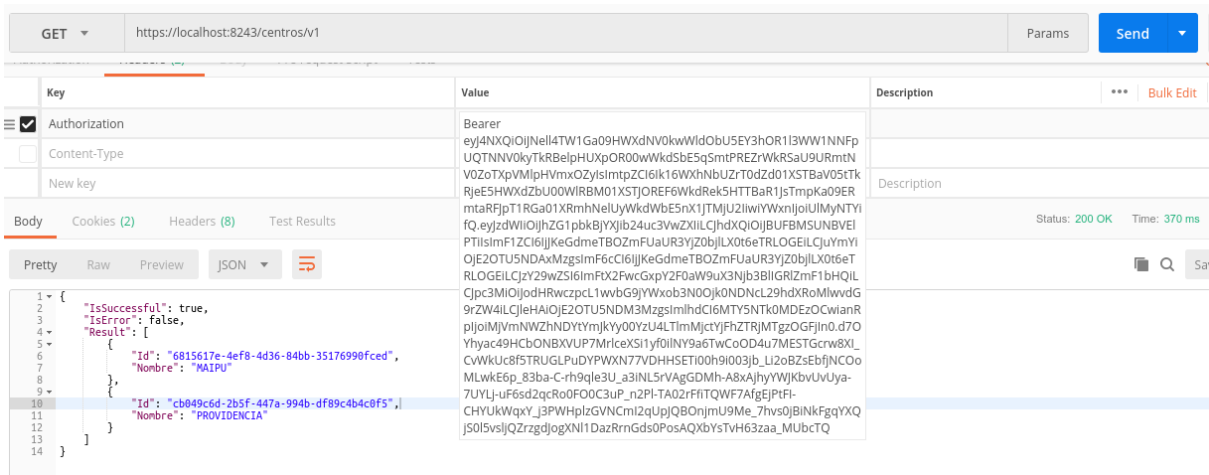 GET https://localhost:8243/centros/v1 Params Send
Key Value Description Bulk Edit
Authorization
Content-Type
New key Description
Bearer
eyJ4NXQiOiJNell4TW1Ga09HWXdNV0kwWldObU5EY3hOR1l3WW1NNFp
UQTNNV0kyTkRBelpHUXpOR00wWkdSbE5qSmtPREZrWkRSaU9URmtN
V0ZoTXpVMlpHVmxOZyIsImtpZCI6Ik16WXhNbUZrT0dZd01XSTBaV05tTk
RjeE5HWXdZbU00WlRBM01XSTJOREF6WkdRek5HTTBaR1JsTmpKa09ER
mtaRFJpT1RGa01XRmhNelUyWkdWbE5nX1JTMjU2IiwiYWxnIjoiUlMyNTYi
fQ.eyJzdWIiOiJhZG1pbkBjYXJib24uc3VwZXIiLCJhdXQiOiJBUFBMSUNBVEl
PTiIsImF1ZCI6IjJKeGdmeTBOZmFUaUR3YjZ0bjlLX0t6eTRLOGEiLCJuYmYi
OjE2OTU5NDAxMzgsImF6cCI6IjJKeGdmeTBOZmFUaUR3YjZ0bjlLX0t6eT
RLOGEiLCJzY29wZSI6ImFtX2FwcGxpY2F0aW9uX3Njb3BlIGRlZmF1bHQiL
CJpc3MiOiJodHRwczpcL1wvbG9jYWxob3N0Ojk0NDNcL29hdXRoMlwvdG
9rZW4iLCJleHAiOjE2OTU5NDM3MzgsImlhdCI6MTY5NTk0MDEzOCwianR
pIjoiMjVmNWZhNDYtYmJkYy00YzU4LTlmMjctYjFhZTRjMTgzOGFjIn0.d7O
Yhyac49HCbONBXVUP7MrlceXSi1yf0ilNY9a6TwCoOD4u7MESTGcrw8XI_
CvWkUc8f5TRUGLPuDYPWXN77VDHHSETi00h9i003jb_Li2oBZsEbfJNCOo
MLwkE6p_83ba-C-rh9qle3U_a3iNL5rVAgGDMh-A8xAJhyYWJKbvUvUya-
7UYLj-uF6sd2qcRo0FO0C3uP_n2Pl-TA02rFfiTQWF7AfgEJPtFI-
CHYUkWqxY_j3PWHplzGVNCmI2qUpJQBOnjmU9Me_7hvs0jBiNkFgqYXQ
jS0l5vsljQZrzgdJogXNl1DazRrnGds0PosAQXbYsTvH63zaa_MUbcTQ
Body Cookies (2) Headers (8) Test Results Status: 200 OK Time: 370 ms
Pretty Raw Preview JSON
1 {
2 "IsSuccessful": true,
3 "IsError": false,
4 "Result": [
5 {
6 "Id": "6815617e-4ef8-4d36-84bb-35176990fced",
7 "Nombre": "MAIPU"
8 },
9 {
10 "Id": "cb049c6d-2b5f-447a-994b-df89c4b4c0f5",
11 "Nombre": "PROVIDENCIA"
12 }
13 ]
14 }